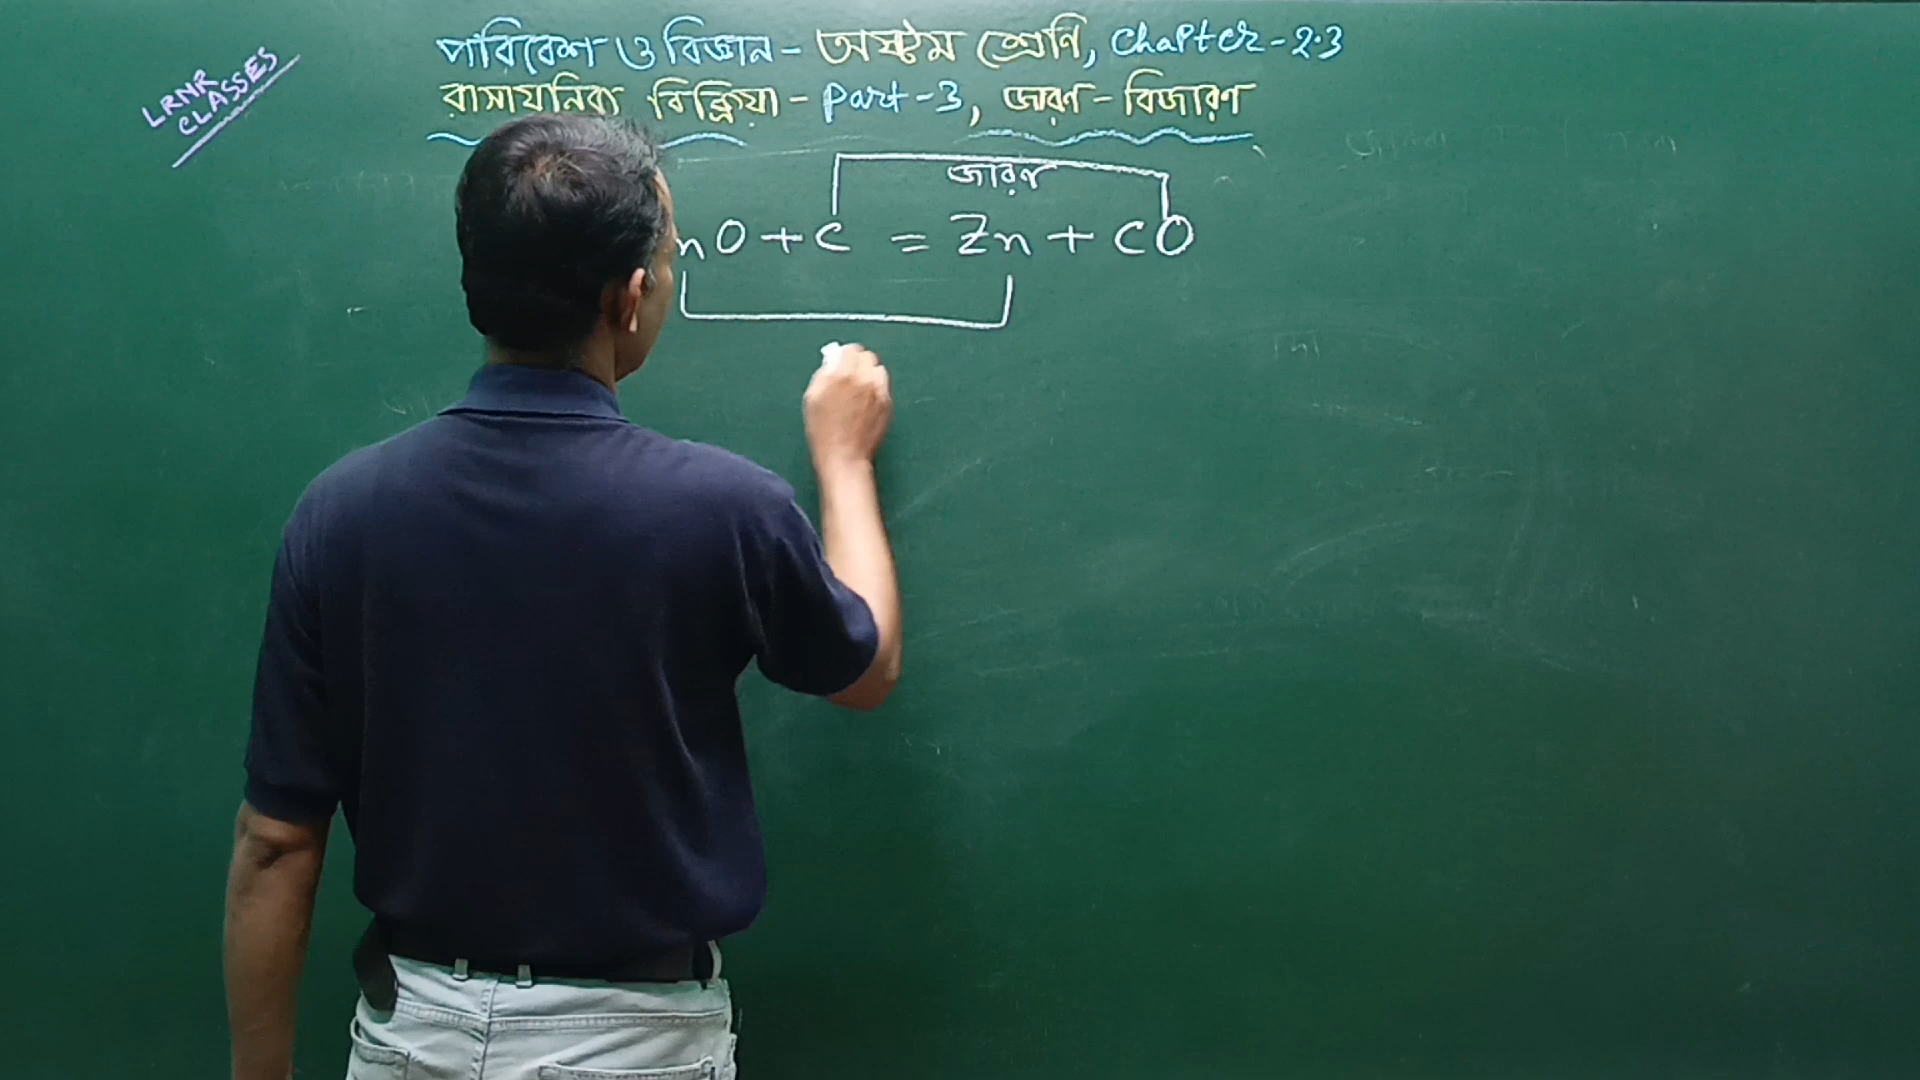 LRNR
CLASSES
পরিবেশ ও বিজ্ঞান - অষ্টম শ্রেণি, Chapter-2.3
রাসায়নিক বিক্রিয়া - Part-3, জারণ-বিজারণ
জারণ
nO + C = Zn + CO